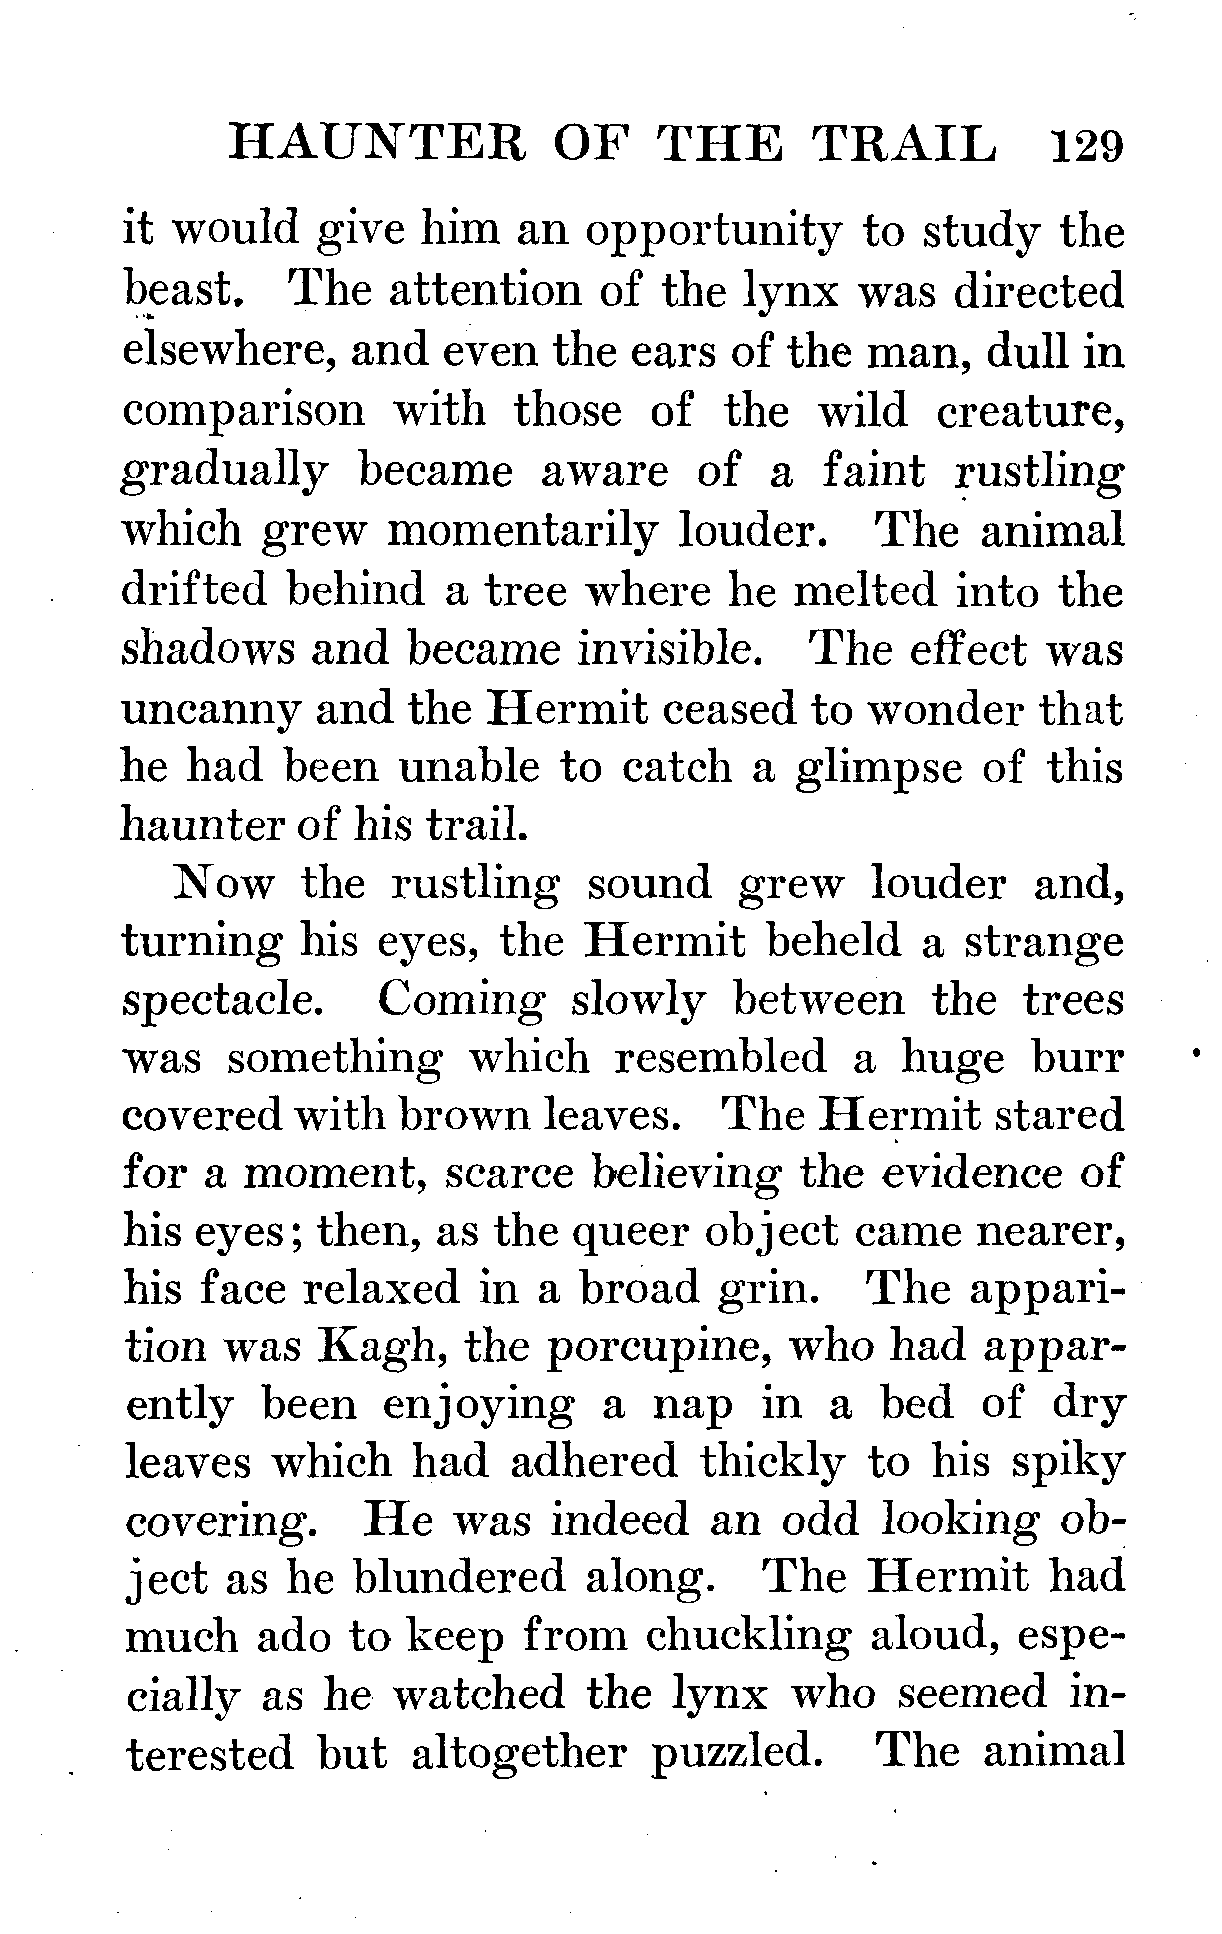 HAUNTER OF THE TRAIL 129
it would give him an opportunity to study the
beast. The attention of the lynx was directed
elsewhere, and even the ears of the man, dull in
comparison with those of the wild creature,
gradually became aware of a faint rustling
which grew momentarily louder. The animal
drifted behind a tree where he melted into the
shadows and became invisible. The effect was
uncanny and the Hermit ceased to wonder that
he had been unable to catch a glimpse of this
haunter of his trail.
Now the rustling sound grew louder and,
turning his eyes, the Hermit beheld a strange
spectacle. Coming slowly between the trees
was something which resembled a huge burr
covered with brown leaves. The Hermit stared
for a moment, scarce believing the evidence of
his eyes; then, as the queer object came nearer,
his face relaxed in a broad grin. The appari-
tion was Kagh, the porcupine, who had appar-
ently been enjoying a nap in a bed of dry
leaves which had adhered thickly to his spiky
covering. He was indeed an odd looking ob-
ject as he blundered along. The Hermit had
much ado to keep from chuckling aloud, espe-
cially as he watched the lynx who seemed in-
terested but altogether puzzled. The animal